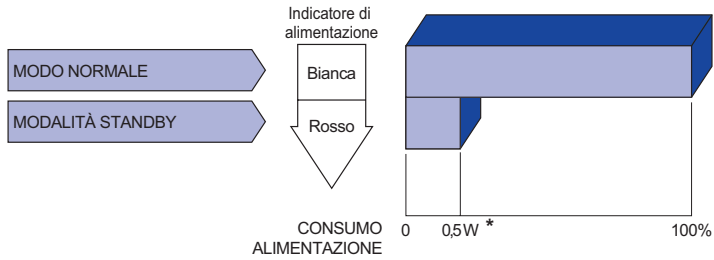 Indicatore di
alimentazione
MODO NORMALE
Bianca
MODALITÀ STANDBY
Rosso
CONSUMO
ALIMENTAZIONE
0
0,5W *
100%